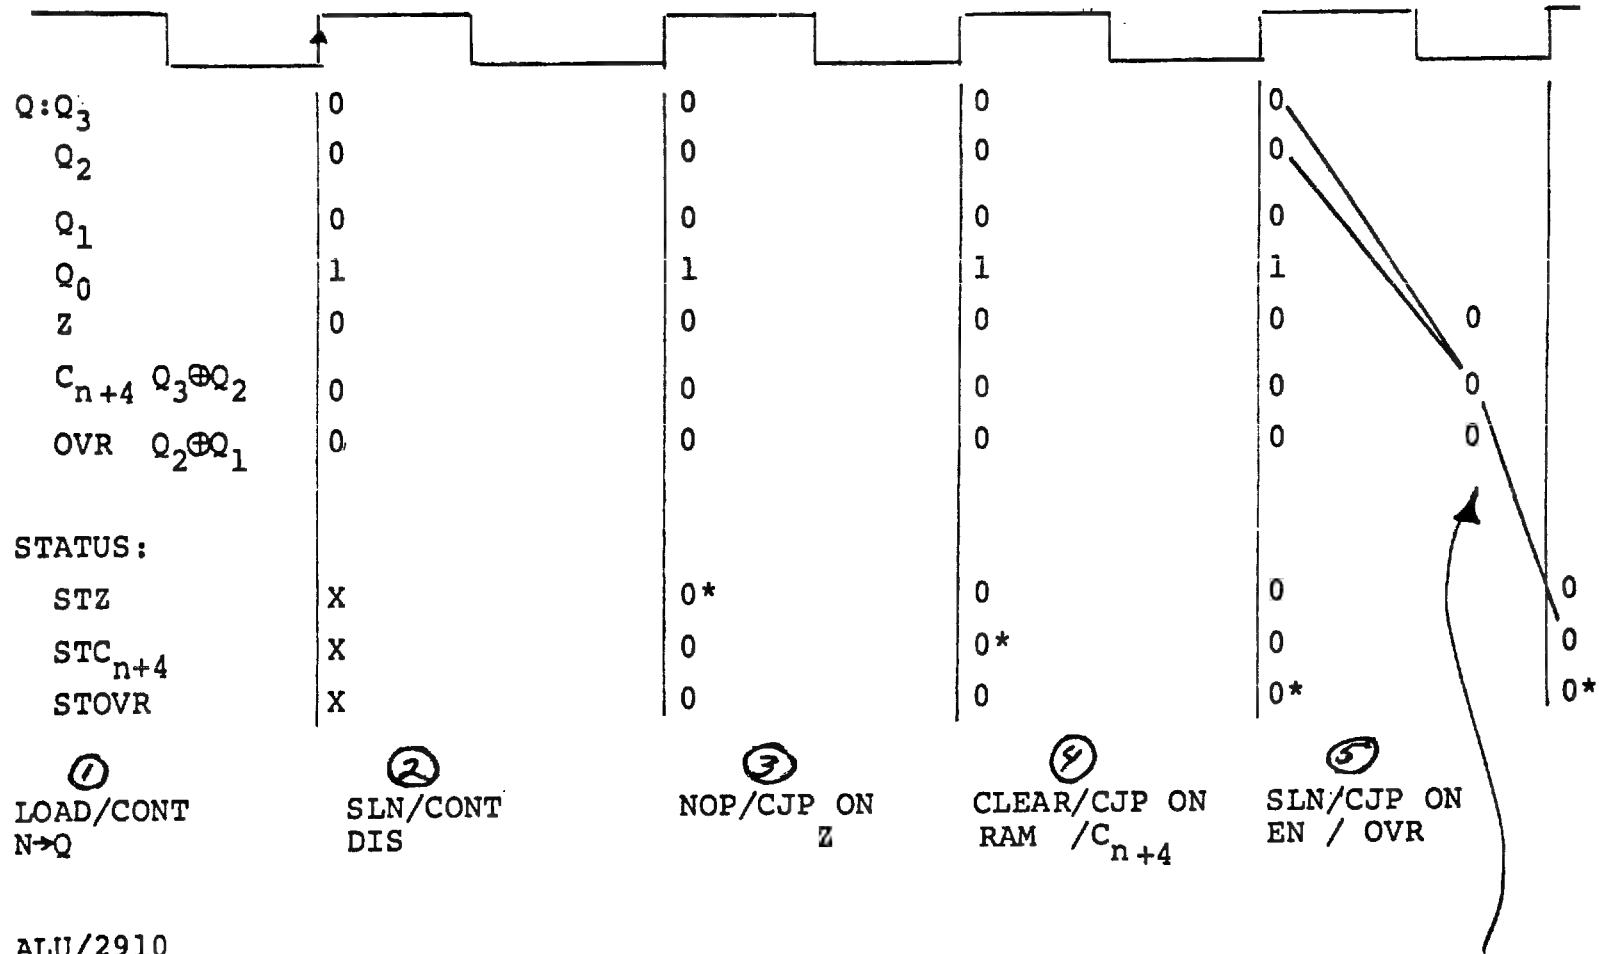 Q:Q3 0 0 0 0
Q2 0 0 0 0
Q1 0 0 0 0
Q0 1 1 1 1
Z 0 0 0 0 0
Cn+4 Q3⊕Q2 0 0 0 0 0
OVR Q2⊕Q1 0 0 0 0 0
STATUS:
STZ X 0* 0 0 0
STCn+4 X 0 0* 0 0
STOVR X 0 0 0* 0*
① ② ③ ④ ⑤
LOAD/CONT SLN/CONT NOP/CJP ON CLEAR/CJP ON SLN/CJP ON
N→Q DIS Z RAM /Cn+4 EN / OVR
ALU/2910